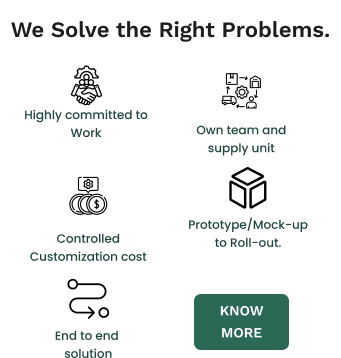 We Solve the Right Problems.
Highly committed to
Work
Own team and
supply unit
Controlled
Customization cost
Prototype/Mock-up
to Roll-out.
End to end
solution
KNOW
MORE